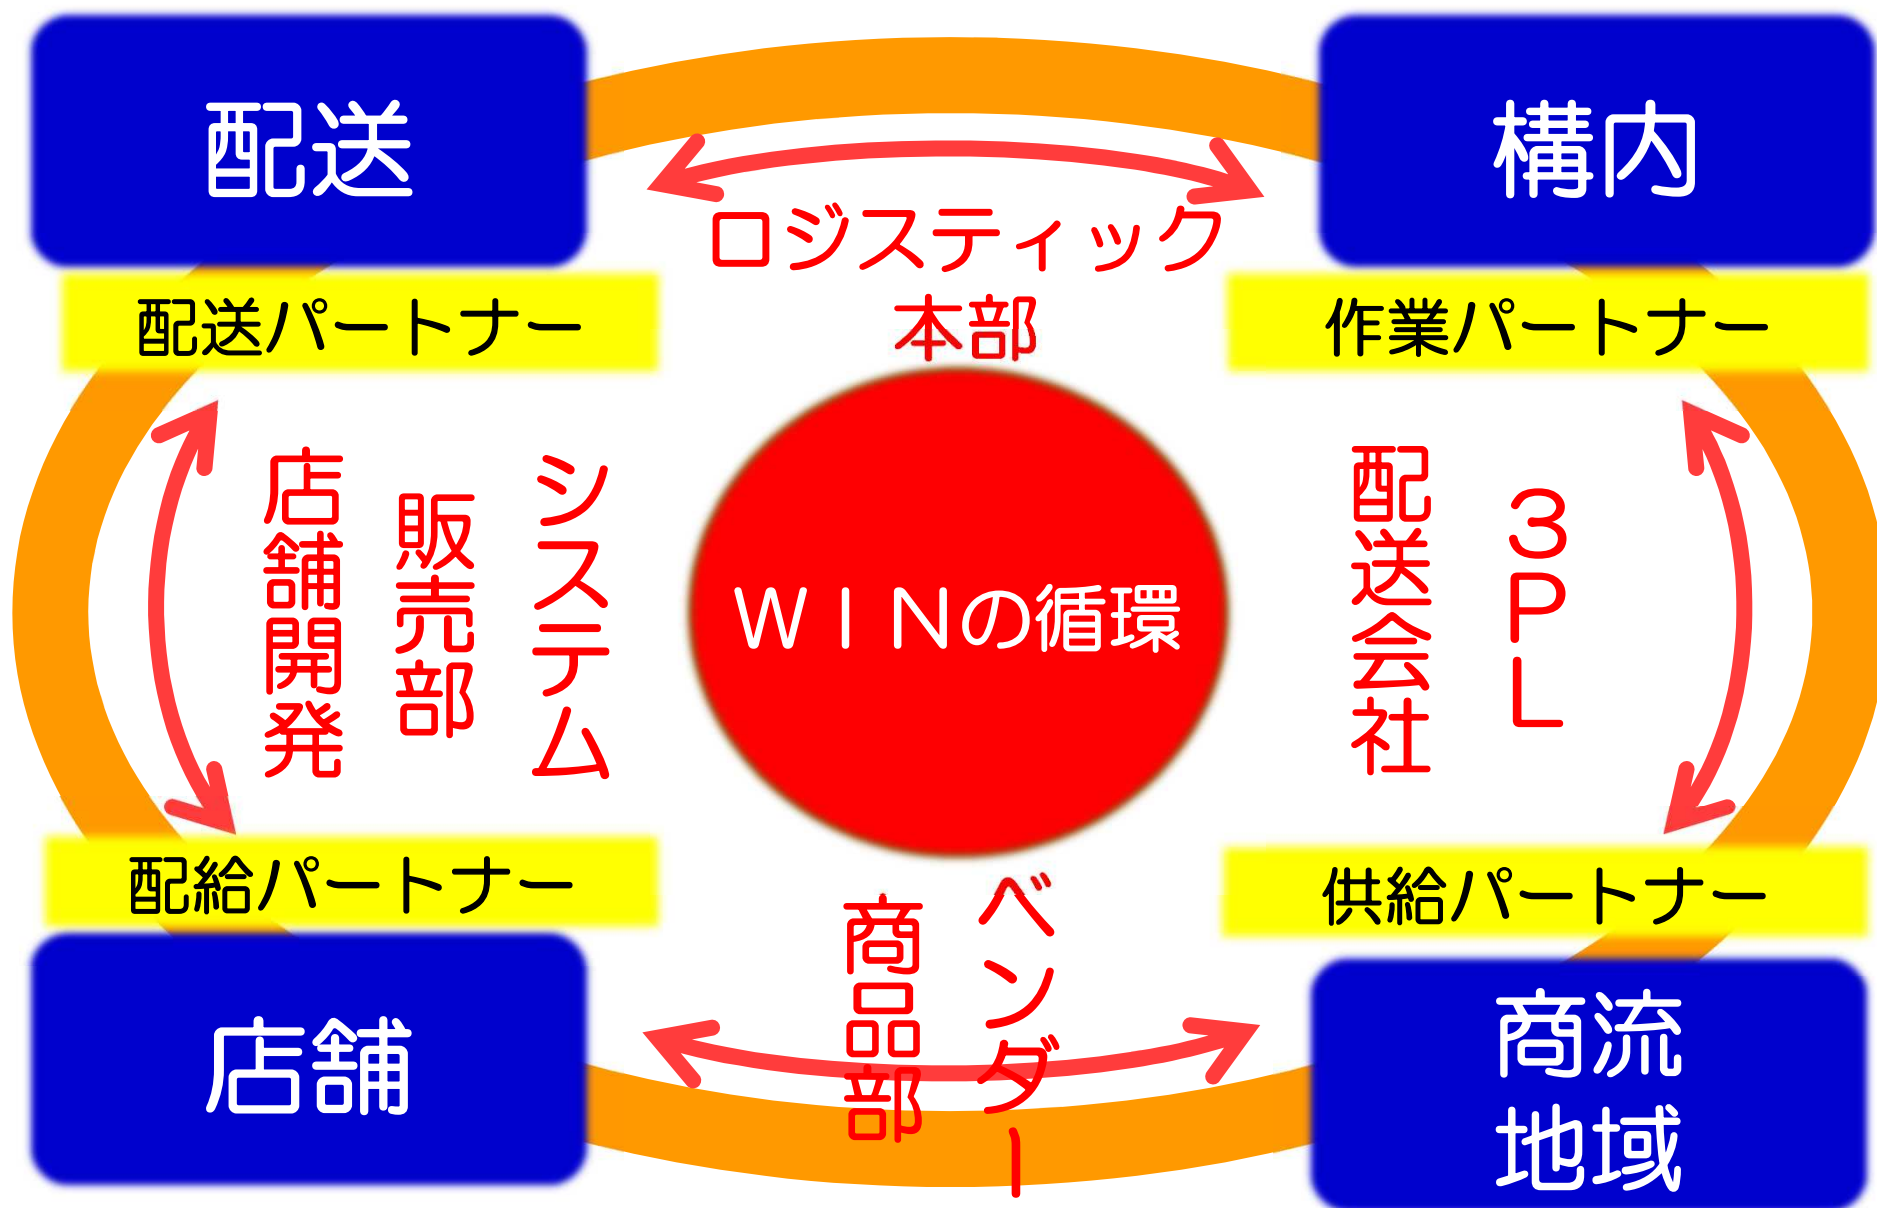 配送
構内
ロジスティック
本部
配送パートナー
作業パートナー
店舗開発
販売部
システム
ＷＩＮの循環
配送会社
３ＰＬ
配給パートナー
供給パートナー
商品部
ベンダー
店舗
商流
地域